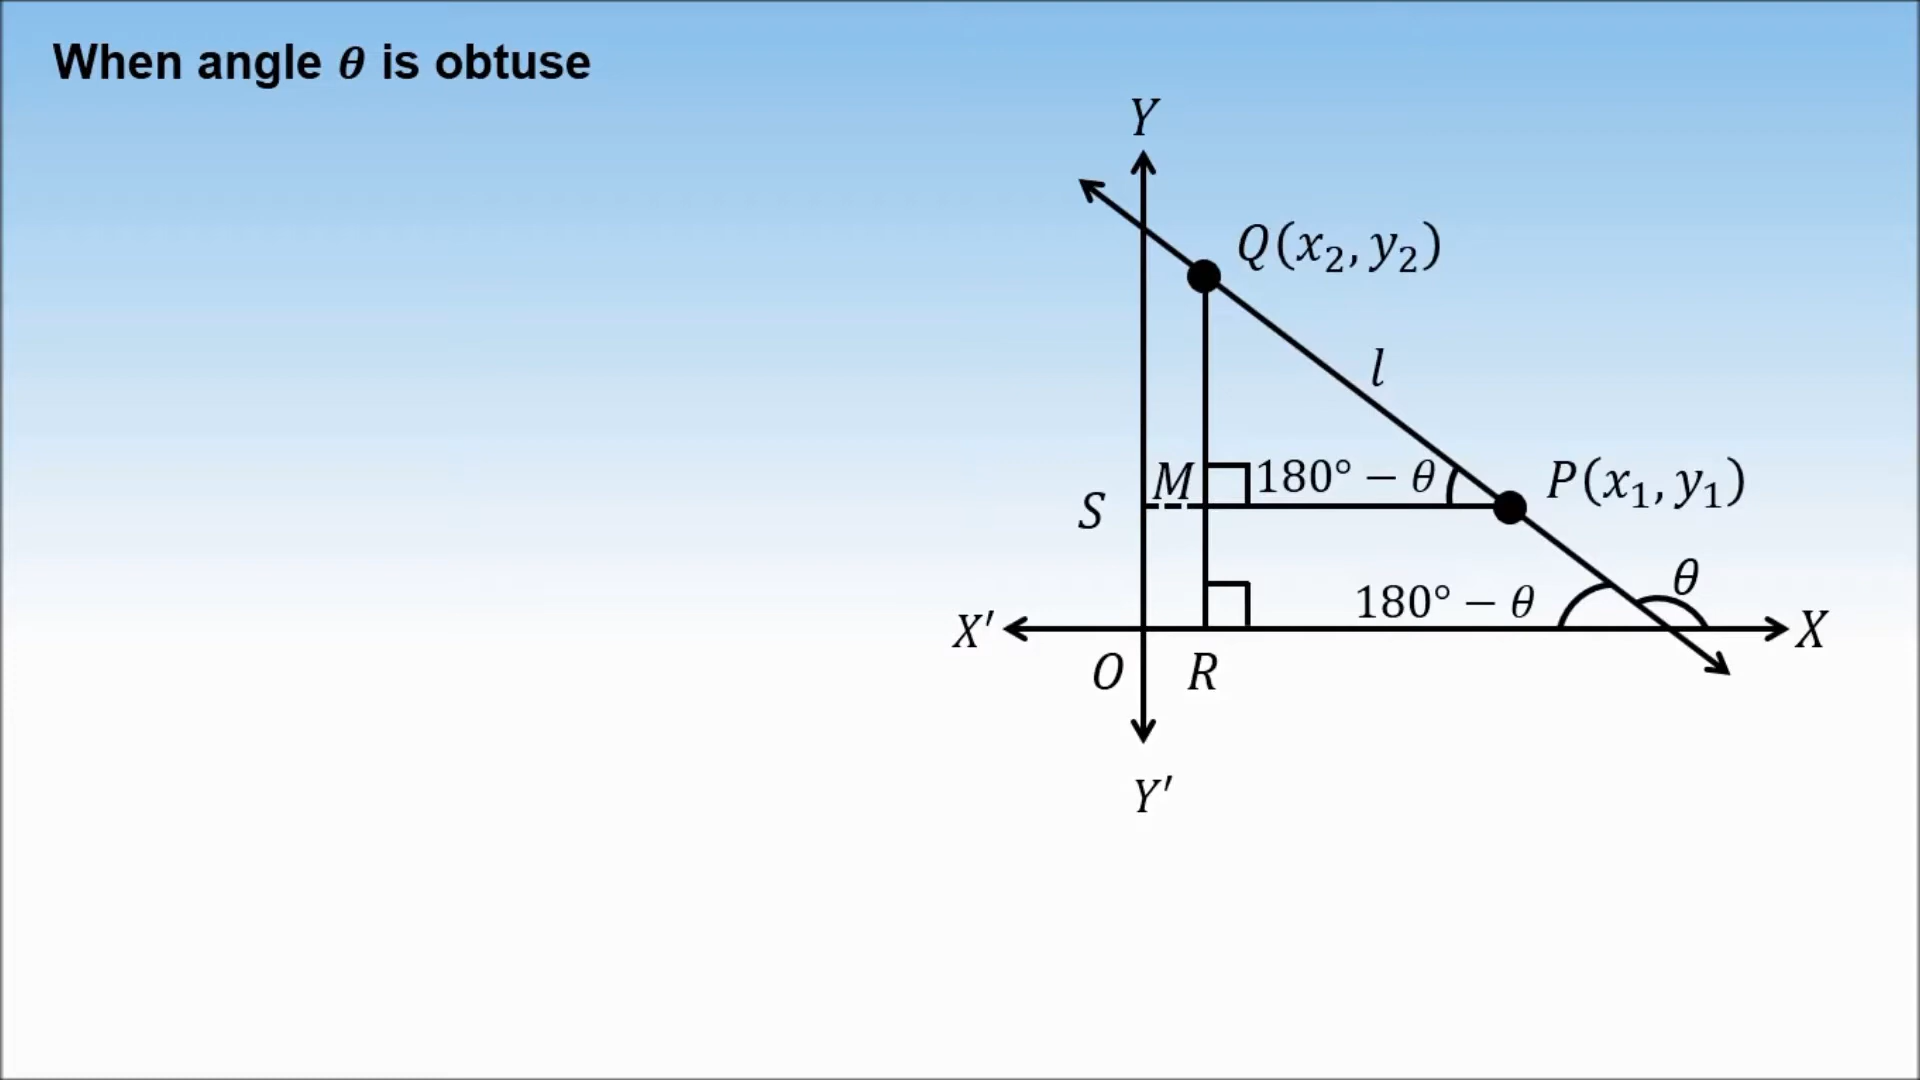 When angle θ is obtuse
Y
Q(x₂, y₂)
l
M 180° − θ P(x₁, y₁)
S
θ
180° − θ
X′ X
O R
Y′